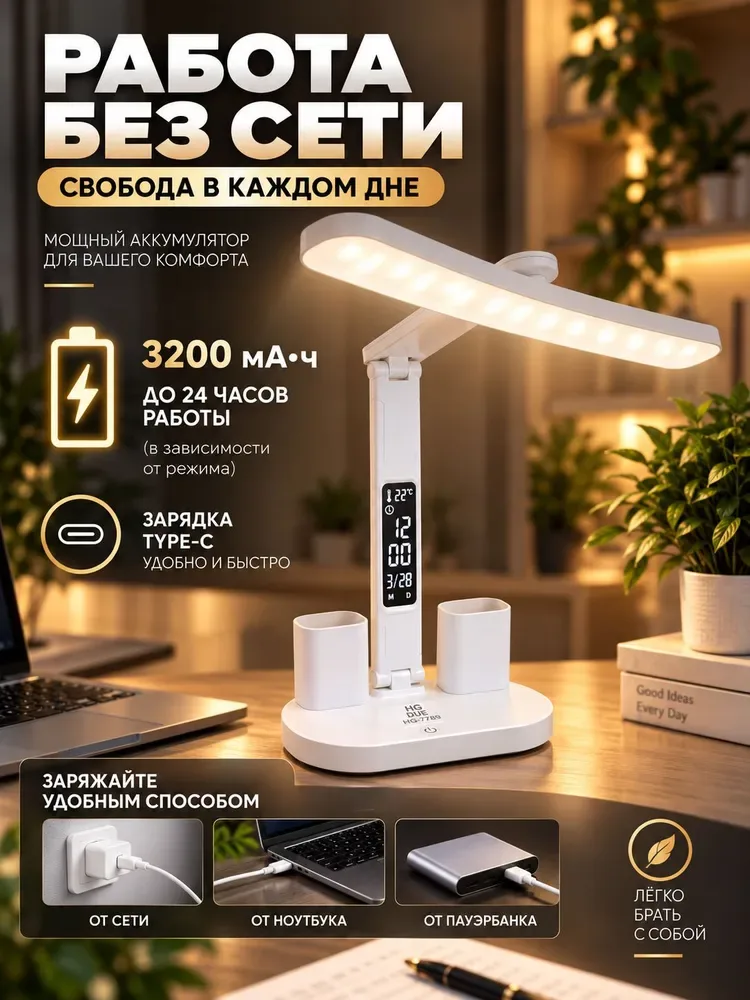 РАБОТА
БЕЗ СЕТИ
СВОБОДА В КАЖДОМ ДНЕ
МОЩНЫЙ АККУМУЛЯТОР
ДЛЯ ВАШЕГО КОМФОРТА
3200 мА•ч
ДО 24 ЧАСОВ
РАБОТЫ
(в зависимости
от режима)
ЗАРЯДКА
TYPE-C
УДОБНО И БЫСТРО
22°C
12
00
3/28
M D
HG
DUE
HG-7789
Good Ideas
Every Day
ЗАРЯЖАЙТЕ
УДОБНЫМ СПОСОБОМ
ОТ СЕТИ
ОТ НОУТБУКА
ОТ ПАУЭРБАНКА
ЛЁГКО
БРАТЬ
С СОБОЙ